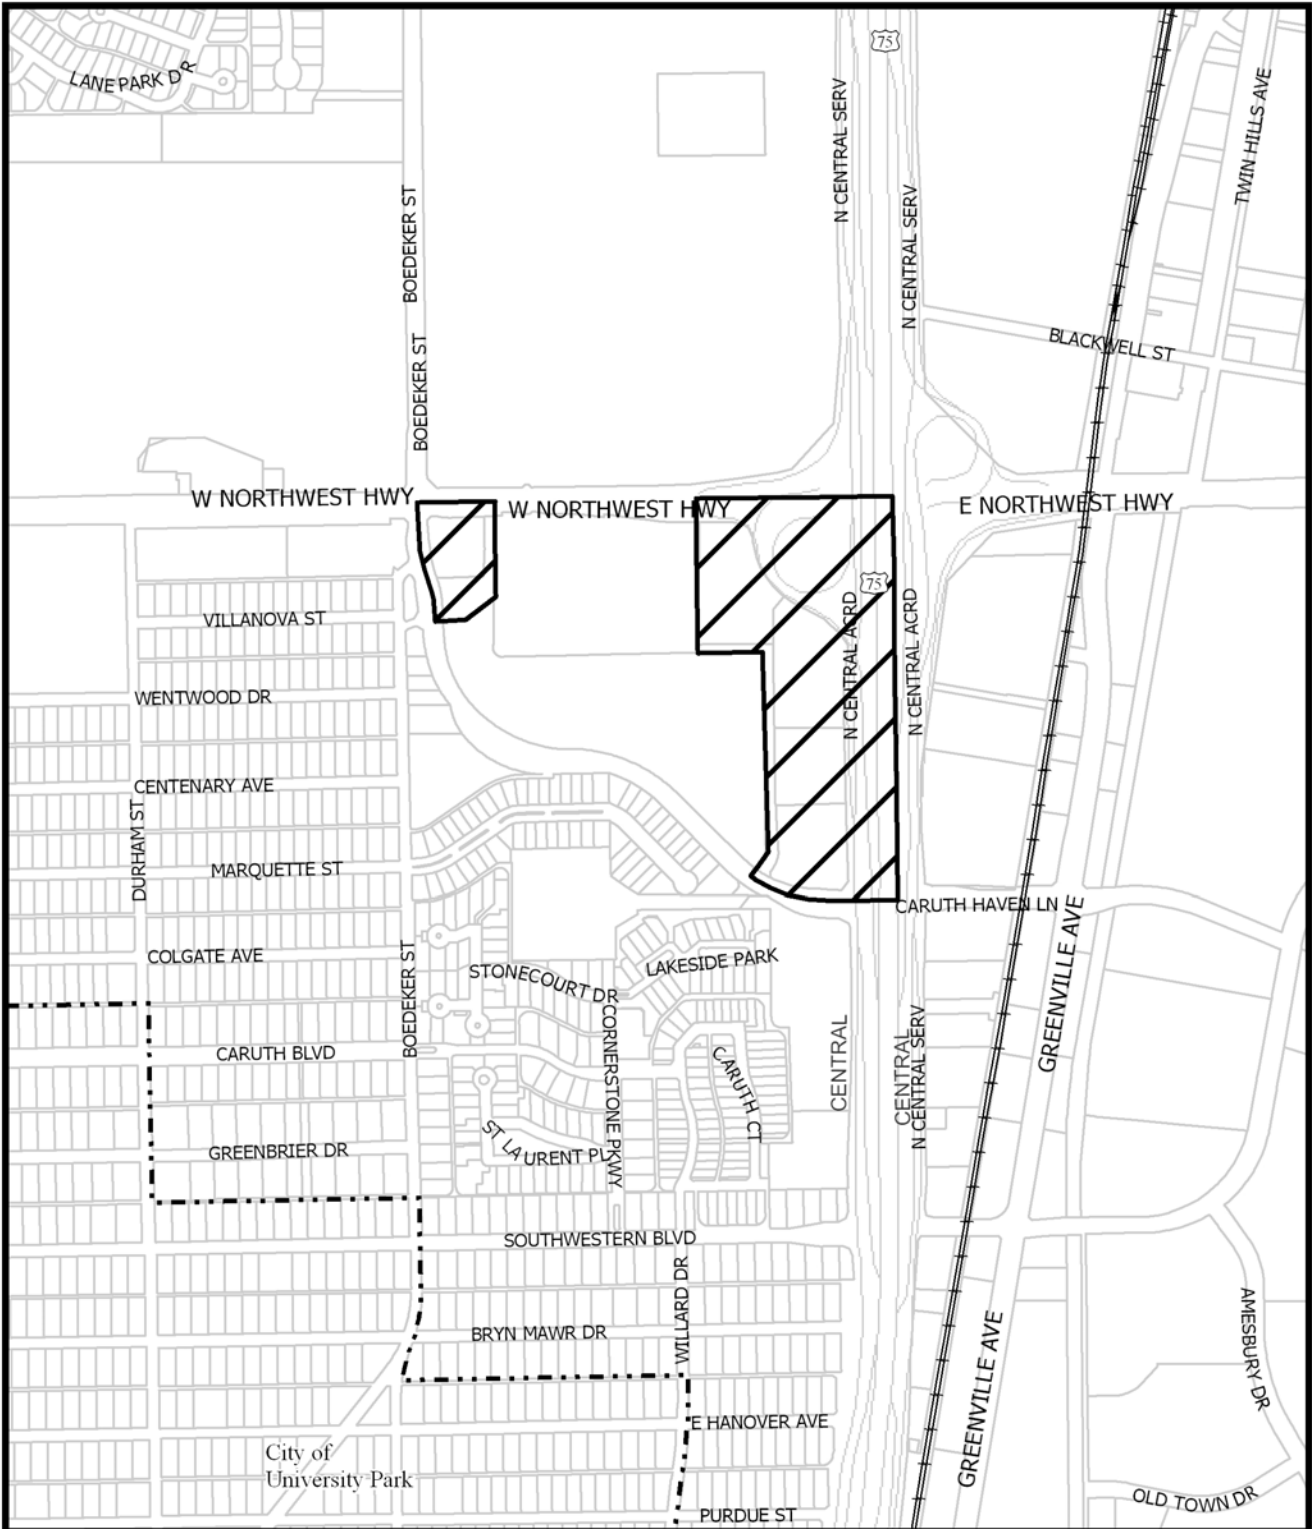 75
LANE PARK DR
TWIN HILLS AVE
N CENTRAL SERV
BOEDEKER ST
N CENTRAL SERV
BLACKWELL ST
BOEDEKER ST
W NORTHWEST HWY
W NORTHWEST HWY
E NORTHWEST HWY
75
VILLANOVA ST
N CENTRAL ACRD
N CENTRAL ACRD
WENTWOOD DR
CENTENARY AVE
DURHAM ST
MARQUETTE ST
CARUTH HAVEN LN
GREENVILLE AVE
COLGATE AVE
BOEDEKER ST
STONECOURT DR
LAKESIDE PARK
CORNERSTONE PKWY
CARUTH BLVD
CARUTH CT
CENTRAL
CENTRAL
N CENTRAL SERV
GREENBRIER DR
ST LAURENT PL
SOUTHWESTERN BLVD
WILLARD DR
BRYN MAWR DR
AMESBURY DR
GREENVILLE AVE
E HANOVER AVE
City of
University Park
OLD TOWN DR
PURDUE ST